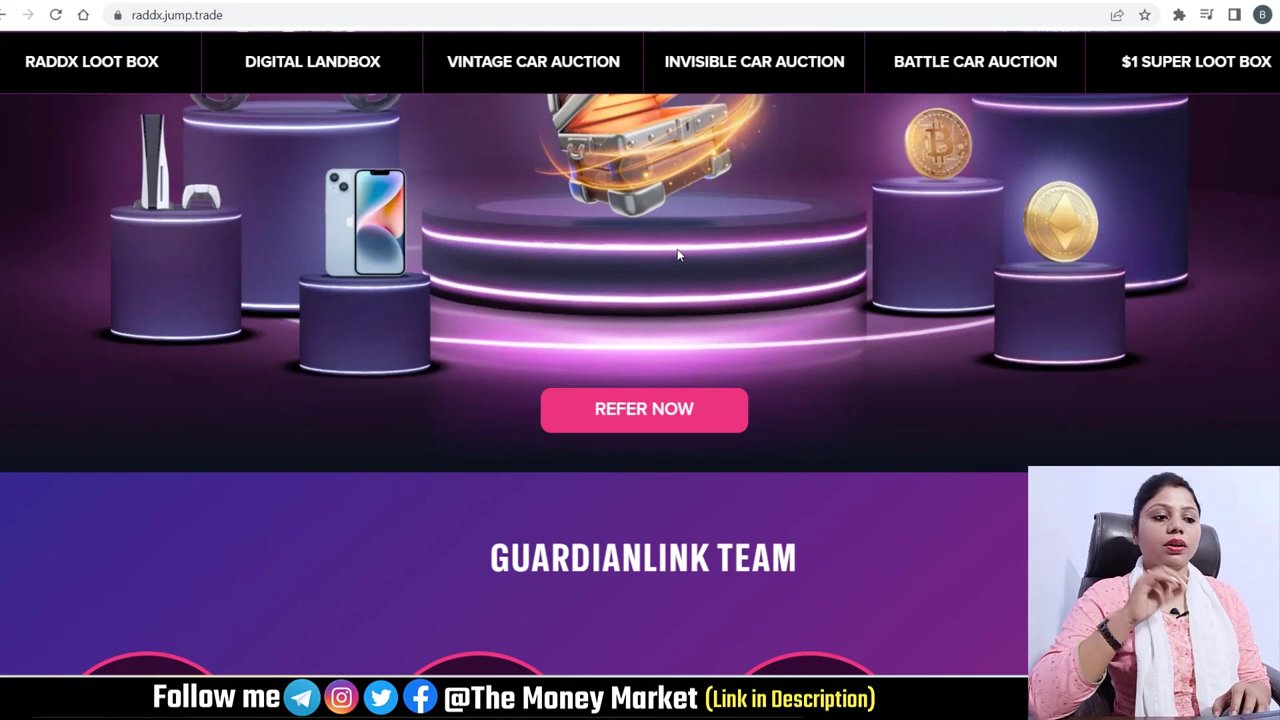 raddx.jump.trade
B
RADDX LOOT BOX
DIGITAL LANDBOX
VINTAGE CAR AUCTION
INVISIBLE CAR AUCTION
BATTLE CAR AUCTION
$1 SUPER LOOT BOX
REFER NOW
GUARDIANLINK TEAM
Follow me @The Money Market (Link in Description)